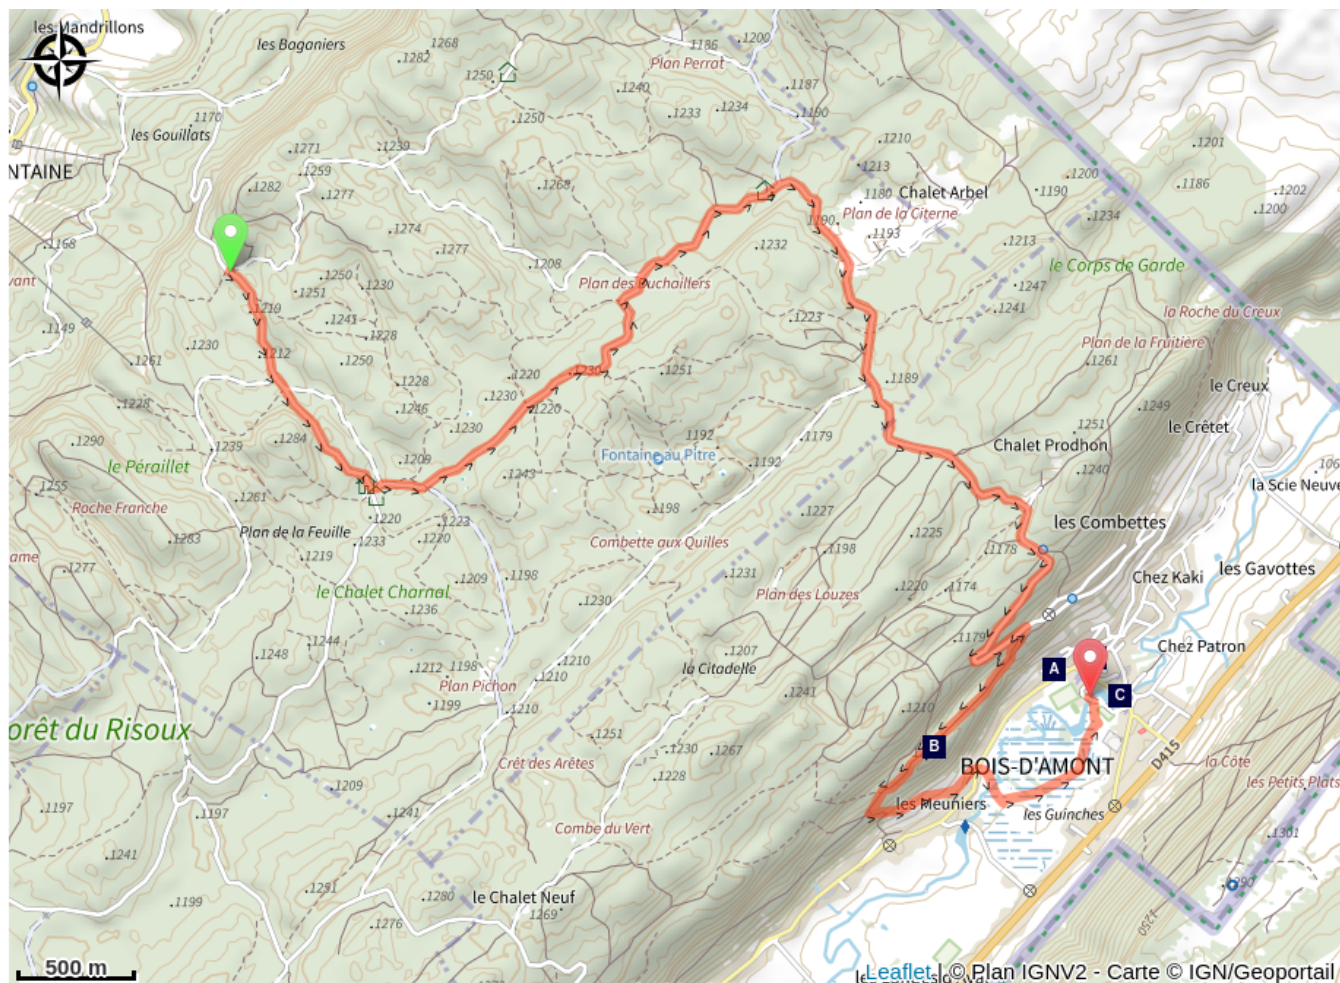 les Mandrillons
les Baganiers
.1268
.1282
1186
.1200
Plan Perrat
1250
.1240
.1187
.1190
.1170
les Gouillats
.1233
.1234
.1250
.1210
.1201
NTAINE
.1271
.1239
.1259
.1213
.1282
.1277
.1268
.1180
Chalet Arbel
.1190
.1200
.1186
.1202
.1200
Plan de la Citerne
1190
.1193
.1234
.1168
.1274
.1277
.1232
.1213
.1208
le Corps de Garde
vant
.1250
.1251
.1230
Plan des Buchaillers
.1247
.1241
1219
.1241
.1223
la Roche du Creux
.1149
.1228
.1230
1212
Plan de la Fruitière
.1261
.1261
.1250
.1220
1230
.1251
.1228
.1189
le Creux
.1228
.1246
.1230
.1220
.1249
.1251
le Crêtet
.1290
.1284
.1230
.1192
.1179
.1239
Chalet Prodhon
le Péraillet
.1209
Fontaine au Pitre
.1192
.1240
.1255
.1243
106
la Scie Neuve
.1261
Roche Franche
.1198
.1227
.1220
.1223
les Combettes
Plan de la Feuille
.1283
.1233
.1220
.1225
Combette aux Quilles
.1198
.1178
ame
.1219
.1277
.1209
.1198
.1231
Chez Kaki
les Gavottes
le Chalet Charnal
.1220
.1174
Plan des Louzes
.1236
.1230
.1244
.1179
Chez Patron
.1248
.1207
.1212
1198
.1210
la Citadelle
A
.1210
Plan Pichon
.1241
C
.1199
.1210
.1210
orêt du Risoux
.1251
.1230
.1267
B
D415
BOIS-D'AMONT
la Côte
Crêt des Arêtes
.1228
les Petits Plats
.1209
.1197
.1197
.1241
les Meuniers
les Guinches
Combe du Vert
.1301
.1241
.1251
.1280
le Chalet Neuf
.1290
.1199
.1269
.1276
1250
500 m
Leaflet | © Plan IGNV2 - Carte © IGN/Geoportail